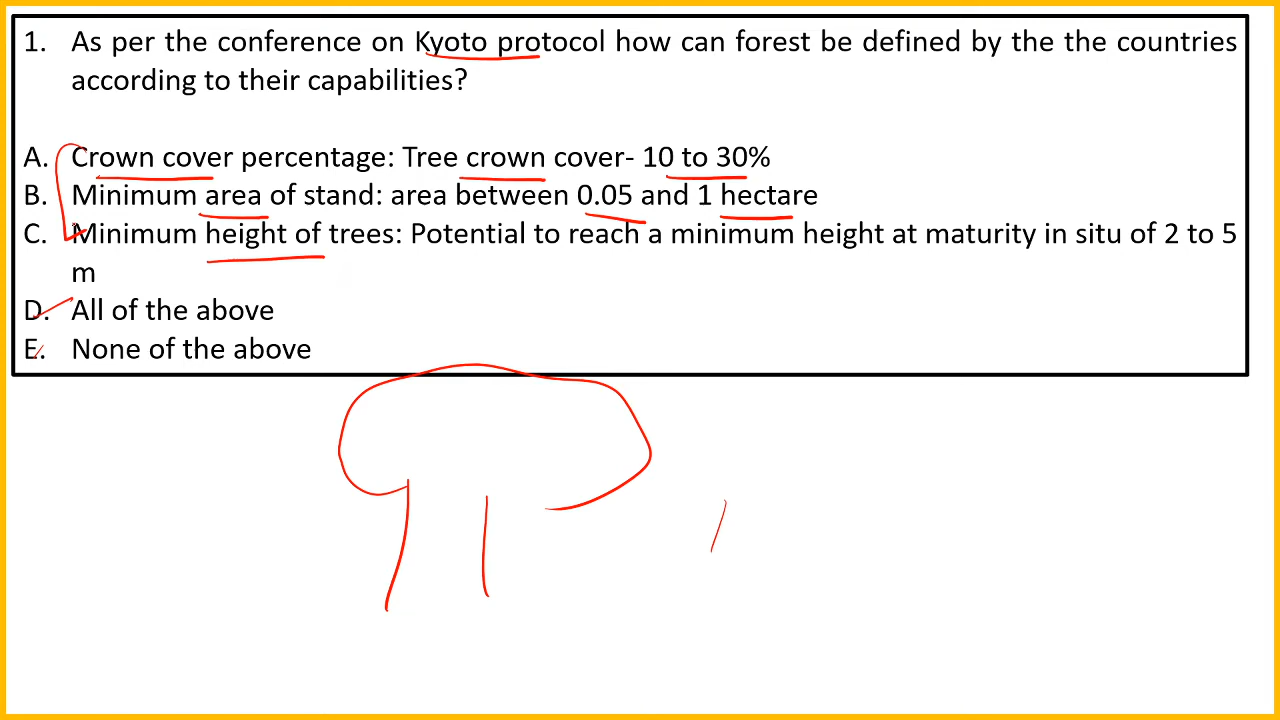 1. As per the conference on Kyoto protocol how can forest be defined by the the countries
according to their capabilities?
A. Crown cover percentage: Tree crown cover- 10 to 30%
B. Minimum area of stand: area between 0.05 and 1 hectare
C. Minimum height of trees: Potential to reach a minimum height at maturity in situ of 2 to 5
m
D. All of the above
E. None of the above